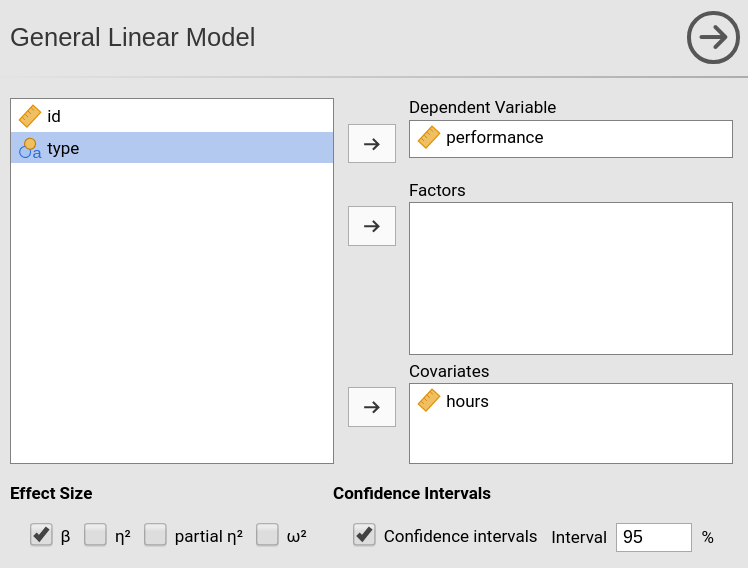 General Linear Model
id
type
Dependent Variable
performance
Factors
Covariates
hours
Effect Size
β η² partial η² ω²
Confidence Intervals
Confidence intervals Interval 95 %